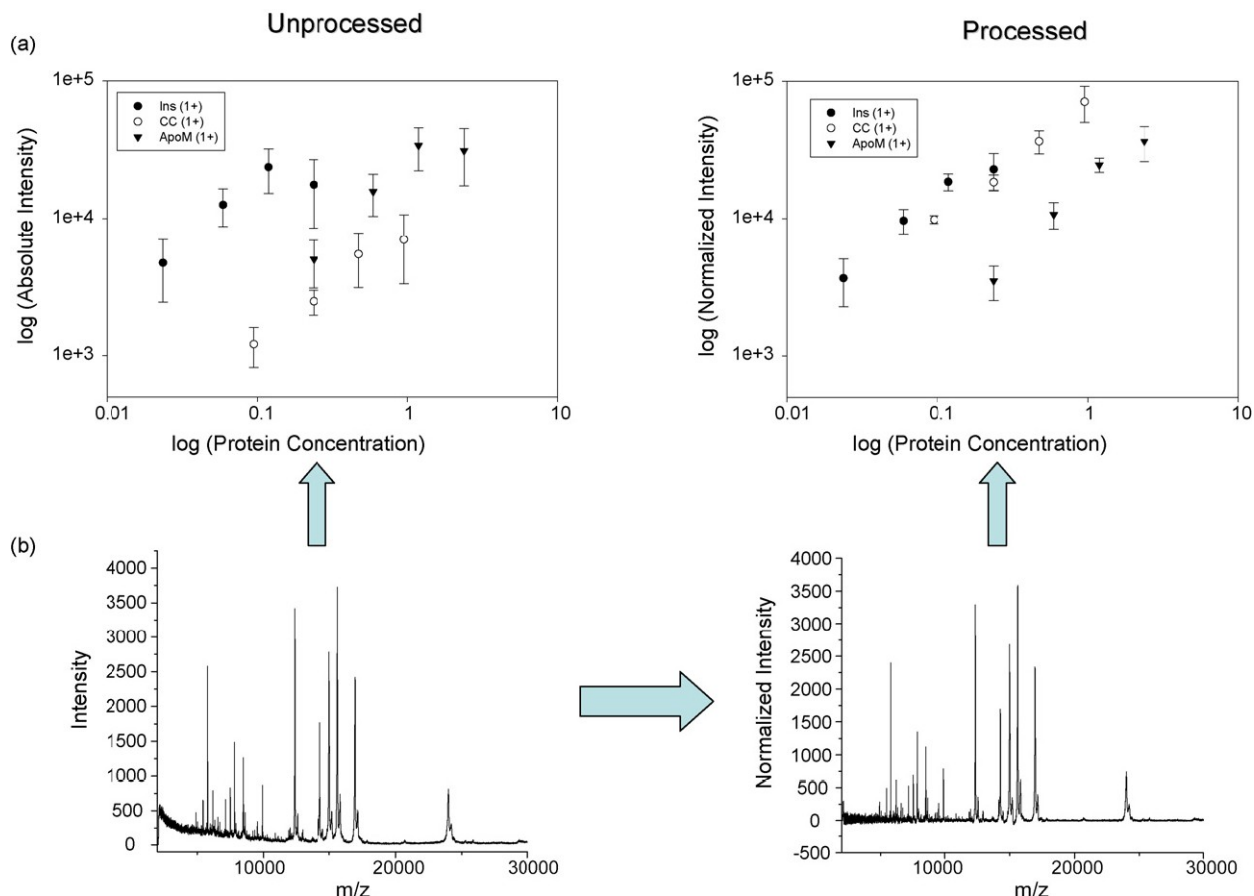 Unprocessed
Processed
(a)
1e+5
1e+4
1e+3
log (Absolute Intensity)
Ins (1+)
CC (1+)
ApoM (1+)
0.01
0.1
1
10
log (Protein Concentration)
1e+5
1e+4
1e+3
log (Normalized Intensity)
Ins (1+)
CC (1+)
ApoM (1+)
0.01
0.1
1
10
log (Protein Concentration)
(b)
4000
3500
3000
2500
2000
1500
1000
500
0
Intensity
10000
20000
30000
m/z
4000
3500
3000
2500
2000
1500
1000
500
0
-500
Normalized Intensity
10000
20000
30000
m/z